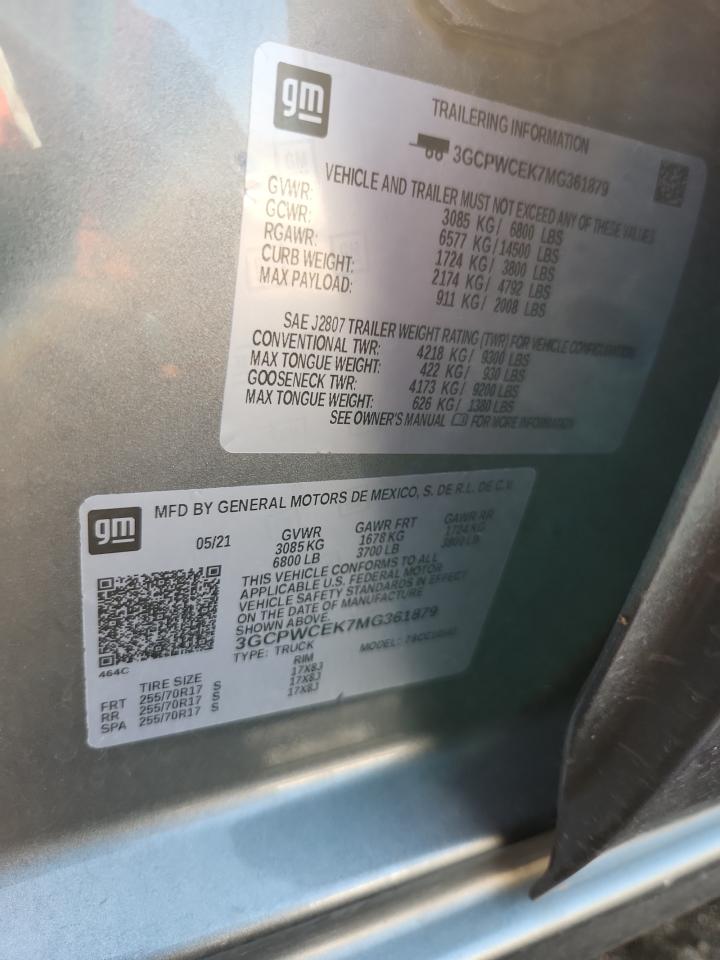 gm
TRAILERING INFORMATION
3GCPWCEK7MG361879
VEHICLE AND TRAILER MUST NOT EXCEED ANY OF THESE VALUES
GVWR: 3085 KG/ 6800 LBS
GCWR: 6577 KG/14500 LBS
RGAWR: 1724 KG/ 3800 LBS
CURB WEIGHT: 2174 KG/ 4792 LBS
MAX PAYLOAD: 911 KG/ 2008 LBS
SAE J2807 TRAILER WEIGHT RATING (TWR) FOR VEHICLE CONFIGURATION
CONVENTIONAL TWR: 4218 KG/ 9300 LBS
MAX TONGUE WEIGHT: 422 KG/ 930 LBS
GOOSENECK TWR: 4173 KG/ 9200 LBS
MAX TONGUE WEIGHT: 626 KG/ 1380 LBS
SEE OWNER'S MANUAL FOR MORE INFORMATION
gm
MFD BY GENERAL MOTORS DE MEXICO, S. DE R.L. DE C.V.
05/21 GVWR GAWR FRT GAWR RR
3085 KG 1678 KG 1724 KG
6800 LB 3700 LB 3800 LB
THIS VEHICLE CONFORMS TO ALL
APPLICABLE U.S. FEDERAL MOTOR
VEHICLE SAFETY STANDARDS IN EFFECT
ON THE DATE OF MANUFACTURE
SHOWN ABOVE.
3GCPWCEK7MG361879
TYPE: TRUCK MODEL:
464C
TIRE SIZE RIM
FRT 255/70R17 S 17X8J
RR 255/70R17 S 17X8J
SPA 255/70R17 S 17X8J